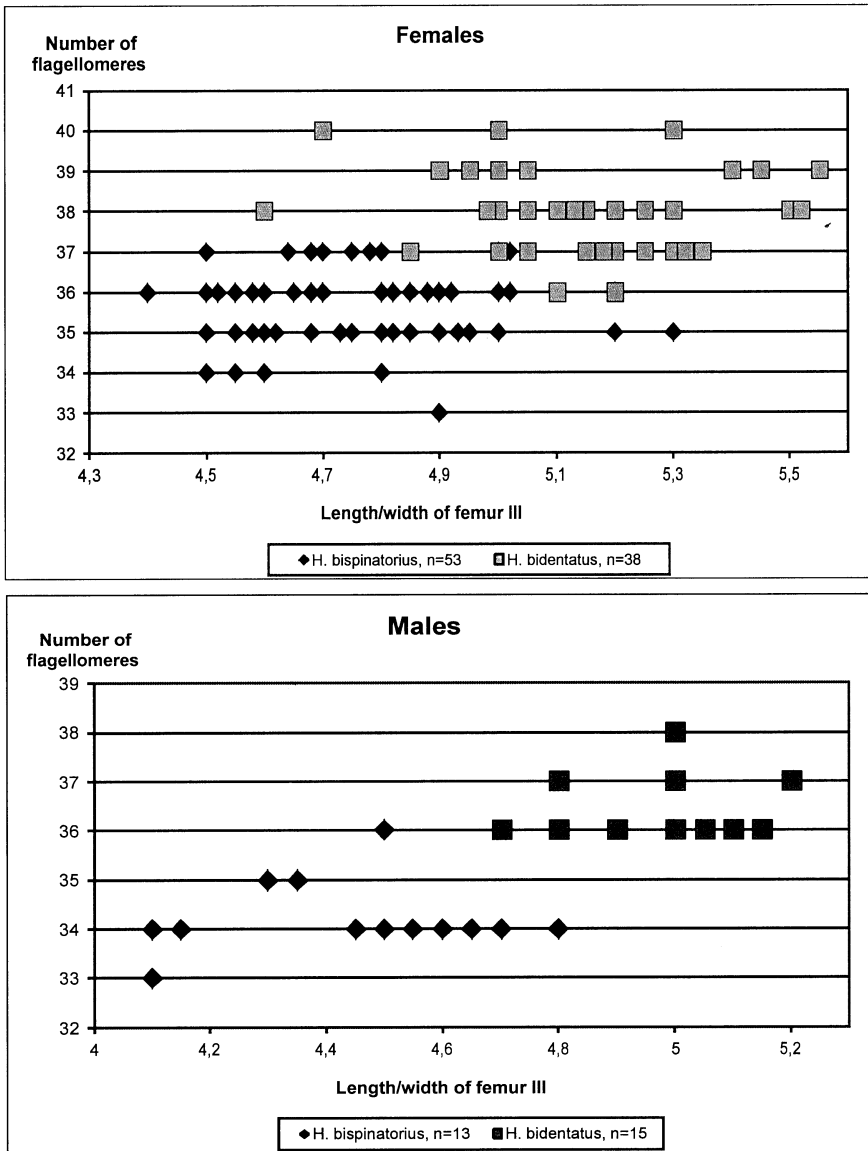 Females
Number of
flagellomeres
41
40
39
38
37
36
35
34
33
32
4,3 4,5 4,7 4,9 5,1 5,3 5,5
Length/width of femur III
H. bispinatorius, n=53 H. bidentatus, n=38
Males
Number of
flagellomeres
39
38
37
36
35
34
33
32
4 4,2 4,4 4,6 4,8 5 5,2
Length/width of femur III
H. bispinatorius, n=13 H. bidentatus, n=15